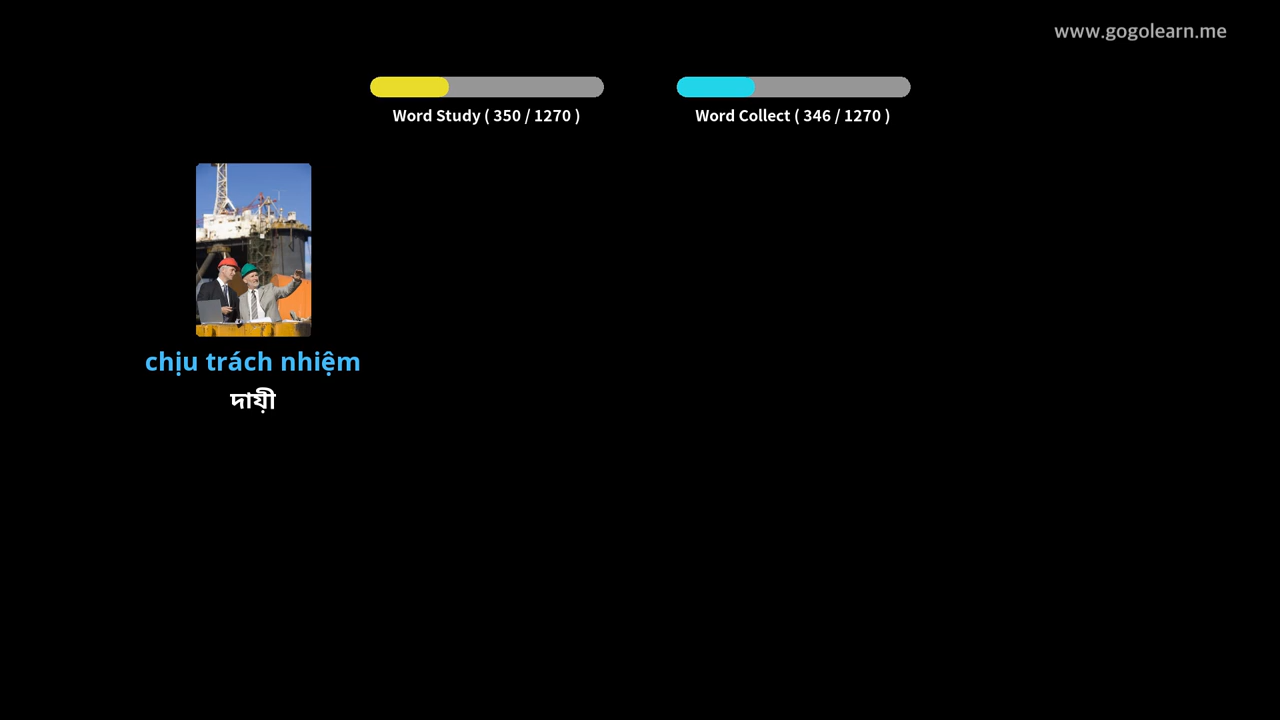 www.gogolearn.me
Word Study ( 350 / 1270 )
Word Collect ( 346 / 1270 )
chịu trách nhiệm
দায়ী